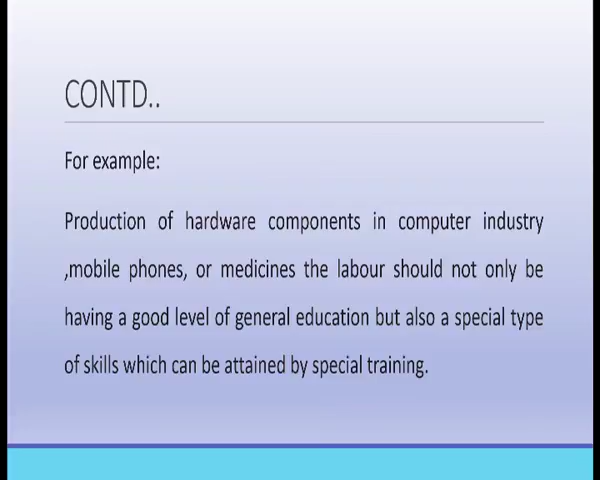 CONTD..
For example:
Production of hardware components in computer industry
,mobile phones, or medicines the labour should not only be
having a good level of general education but also a special type
of skills which can be attained by special training.